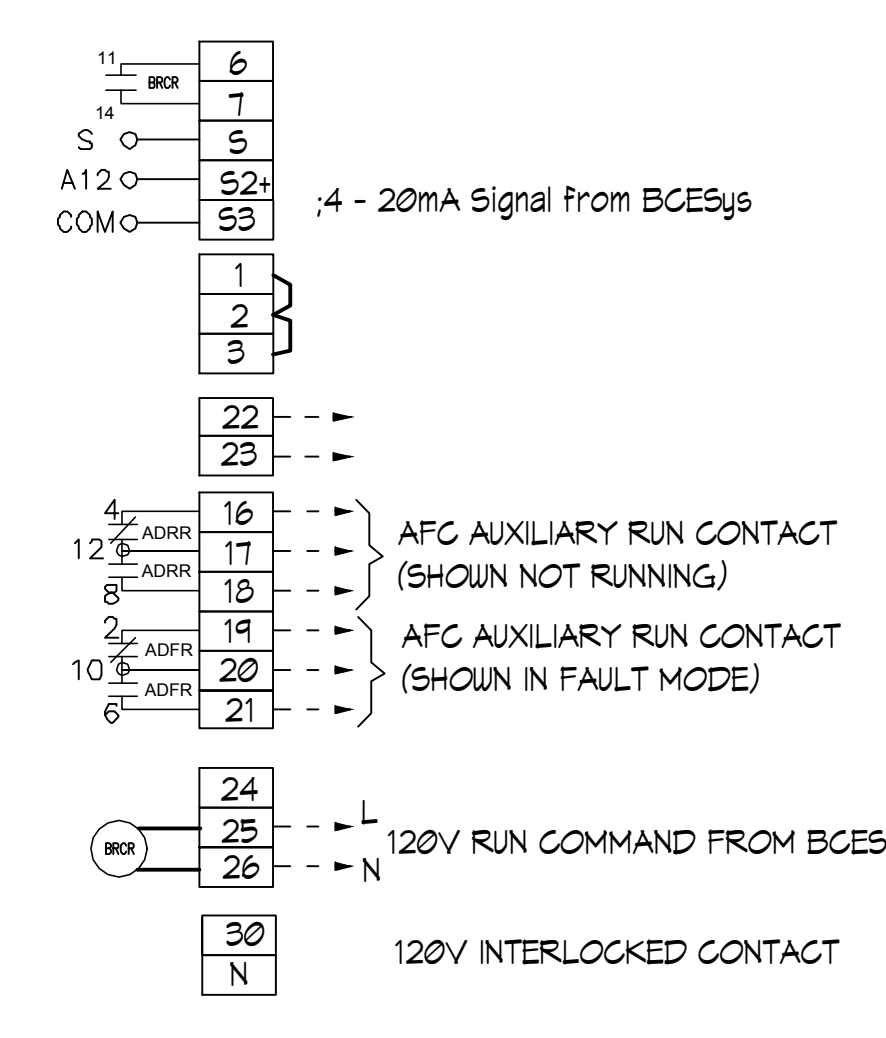 11
6
BRCR
7
14
S S
A12 S2+
;4 - 20mA Signal from BCESys
COM S3
1
2
3
22
23
4 16
ADRR
AFC AUXILIARY RUN CONTACT
12 17
ADRR
(SHOWN NOT RUNNING)
8 18
2 19
AFC AUXILIARY RUN CONTACT
ADFR
10 20
(SHOWN IN FAULT MODE)
ADFR
6 21
24
L
25
BRCR
120V RUN COMMAND FROM BCES
26 N
30
120V INTERLOCKED CONTACT
N